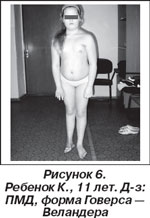 Рисунок 6.
Ребенок К., 11 лет. Д-з:
ПМД, форма Говерса —
Веландера